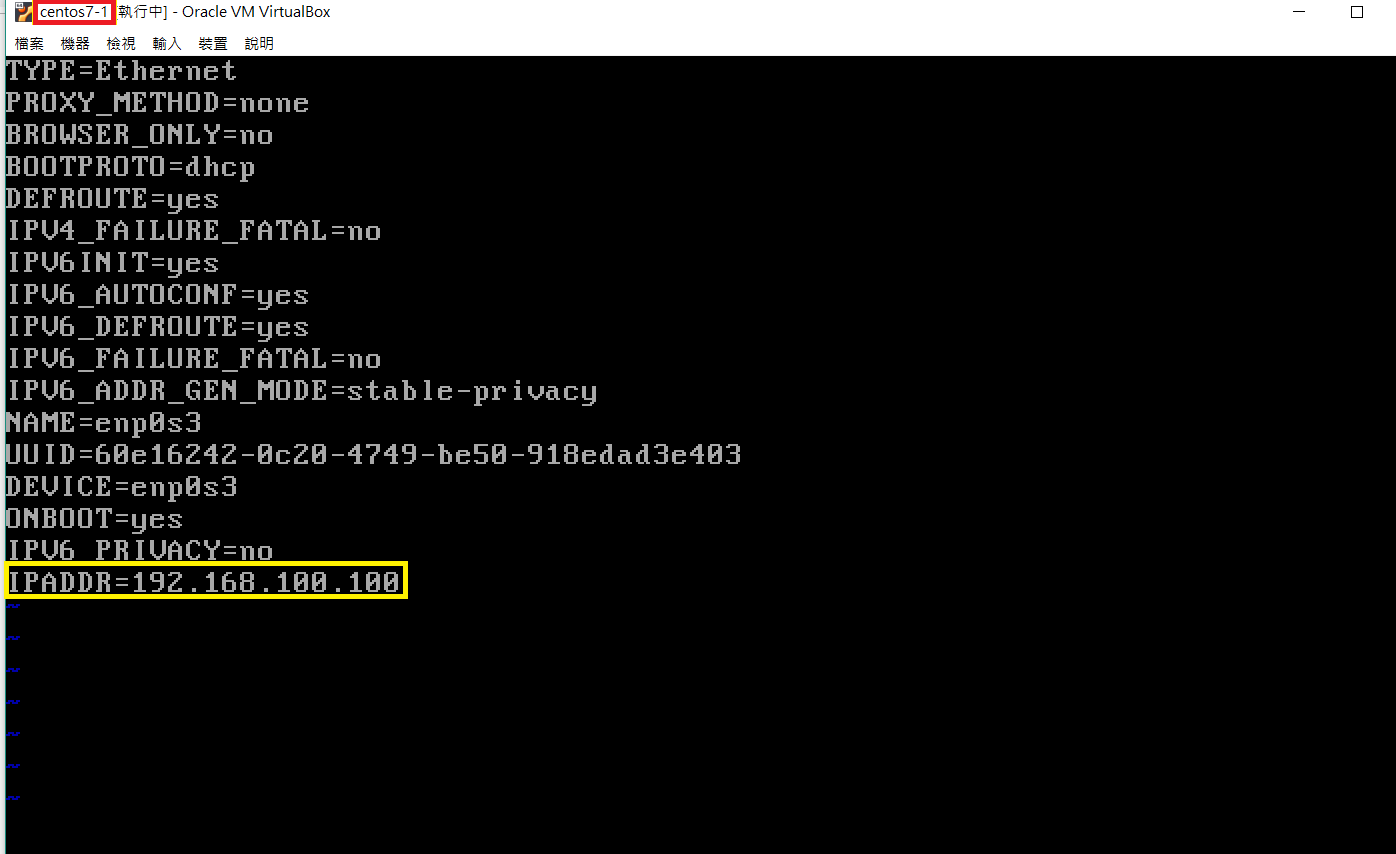 centos7-1 [執行中] - Oracle VM VirtualBox
檔案 機器 檢視 輸入 裝置 說明
TYPE=Ethernet
PROXY_METHOD=none
BROWSER_ONLY=no
BOOTPROTO=dhcp
DEFROUTE=yes
IPV4_FAILURE_FATAL=no
IPV6INIT=yes
IPV6_AUTOCONF=yes
IPV6_DEFROUTE=yes
IPV6_FAILURE_FATAL=no
IPV6_ADDR_GEN_MODE=stable-privacy
NAME=enp0s3
UUID=60e16242-0c20-4749-be50-918edad3e403
DEVICE=enp0s3
ONBOOT=yes
IPV6_PRIVACY=no
IPADDR=192.168.100.100
~
~
~
~
~
~
~